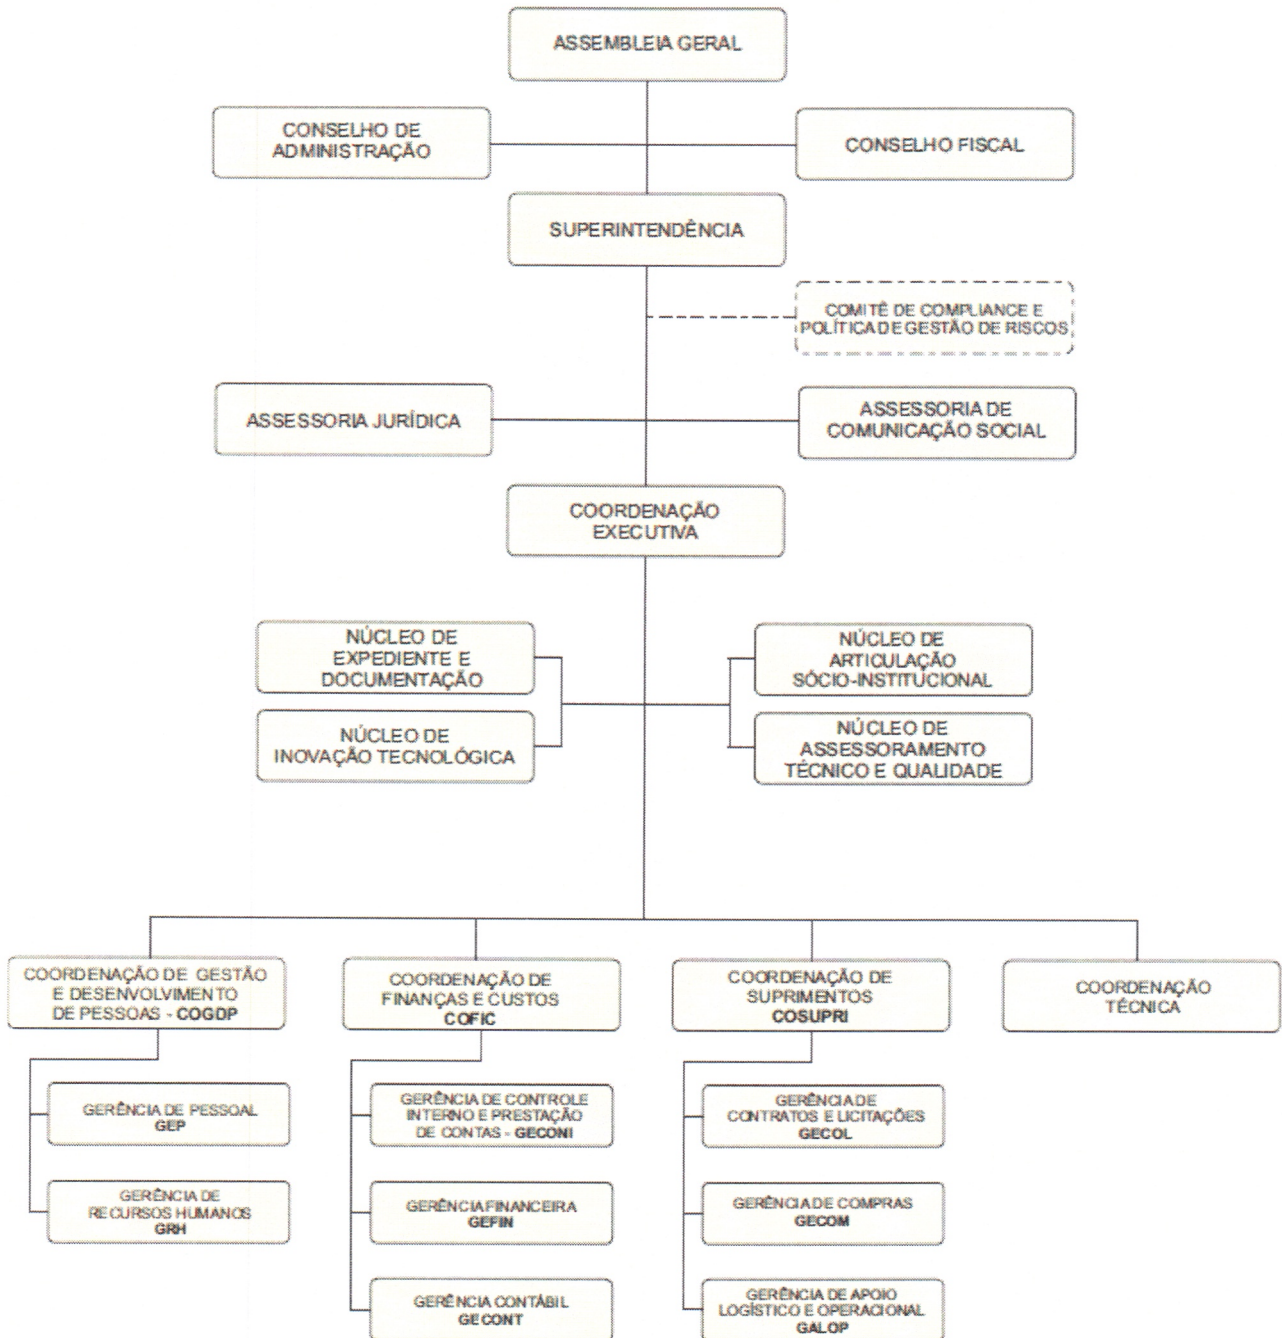 ASSEMBLEIA GERAL
CONSELHO DE
ADMINISTRAÇÃO
CONSELHO FISCAL
SUPERINTENDÊNCIA
COMITÊ DE COMPLIANCE E
POLÍTICA DE GESTÃO DE RISCOS
ASSESSORIA JURÍDICA
ASSESSORIA DE
COMUNICAÇÃO SOCIAL
COORDENAÇÃO
EXECUTIVA
NÚCLEO DE
EXPEDIENTE E
DOCUMENTAÇÃO
NÚCLEO DE
ARTICULAÇÃO
SÓCIO-INSTITUCIONAL
NÚCLEO DE
INOVAÇÃO TECNOLÓGICA
NÚCLEO DE
ASSESSORAMENTO
TÉCNICO E QUALIDADE
COORDENAÇÃO DE GESTÃO
E DESENVOLVIMENTO
DE PESSOAS - COGDP
COORDENAÇÃO DE
FINANÇAS E CUSTOS
COFIC
COORDENAÇÃO DE
SUPRIMENTOS
COSUPRI
COORDENAÇÃO
TÉCNICA
GERÊNCIA DE PESSOAL
GEP
GERÊNCIA DE CONTROLE
INTERNO E PRESTAÇÃO
DE CONTAS - GECONI
GERÊNCIA DE
CONTRATOS E LICITAÇÕES
GECOL
GERÊNCIA DE
RECURSOS HUMANOS
GRH
GERÊNCIA FINANCEIRA
GEFIN
GERÊNCIA DE COMPRAS
GECOM
GERÊNCIA CONTÁBIL
GECONT
GERÊNCIA DE APOIO
LOGÍSTICO E OPERACIONAL
GALOP